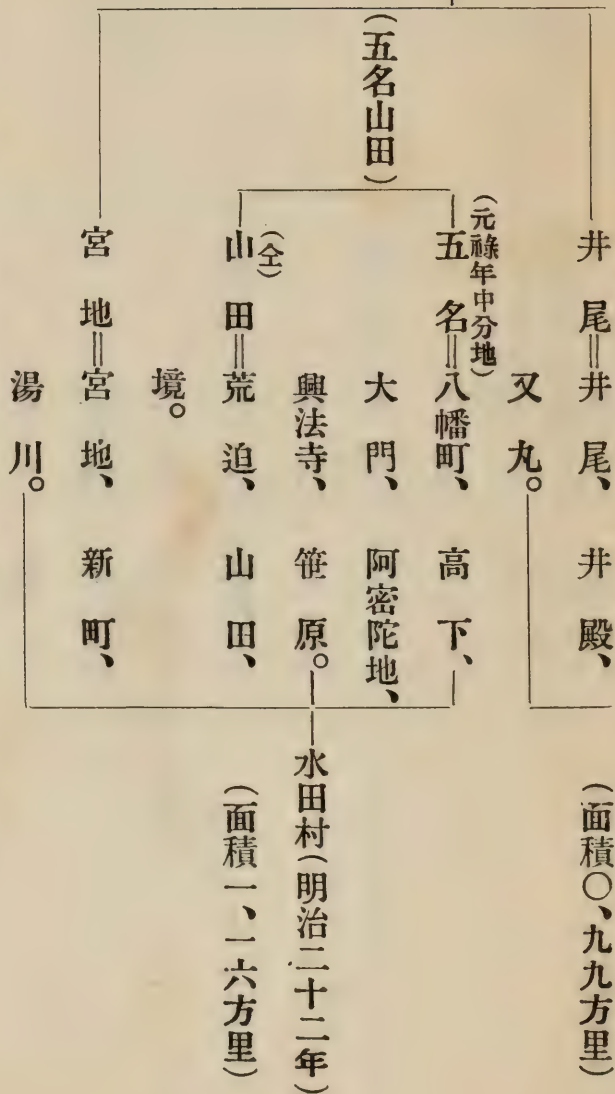 井尾‖井尾、井殿、
又丸。
(面積〇、九九方里)
(五名山田)
(元祿年中分地)
五名‖八幡町、高下、
大門、阿密陀地、
興法寺、笹原。
(仝)
山田‖荒迫、山田、
境。
宮地‖宮地、新町、
湯川。
水田村(明治二十二年)
(面積一、一六方里)